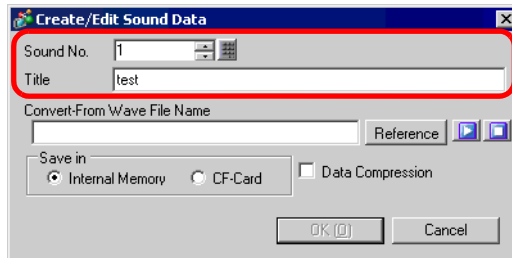 Create/Edit Sound Data
Sound No. 1
Title test
Convert-From Wave File Name
Reference
Save in
Internal Memory CF-Card Data Compression
OK (O) Cancel